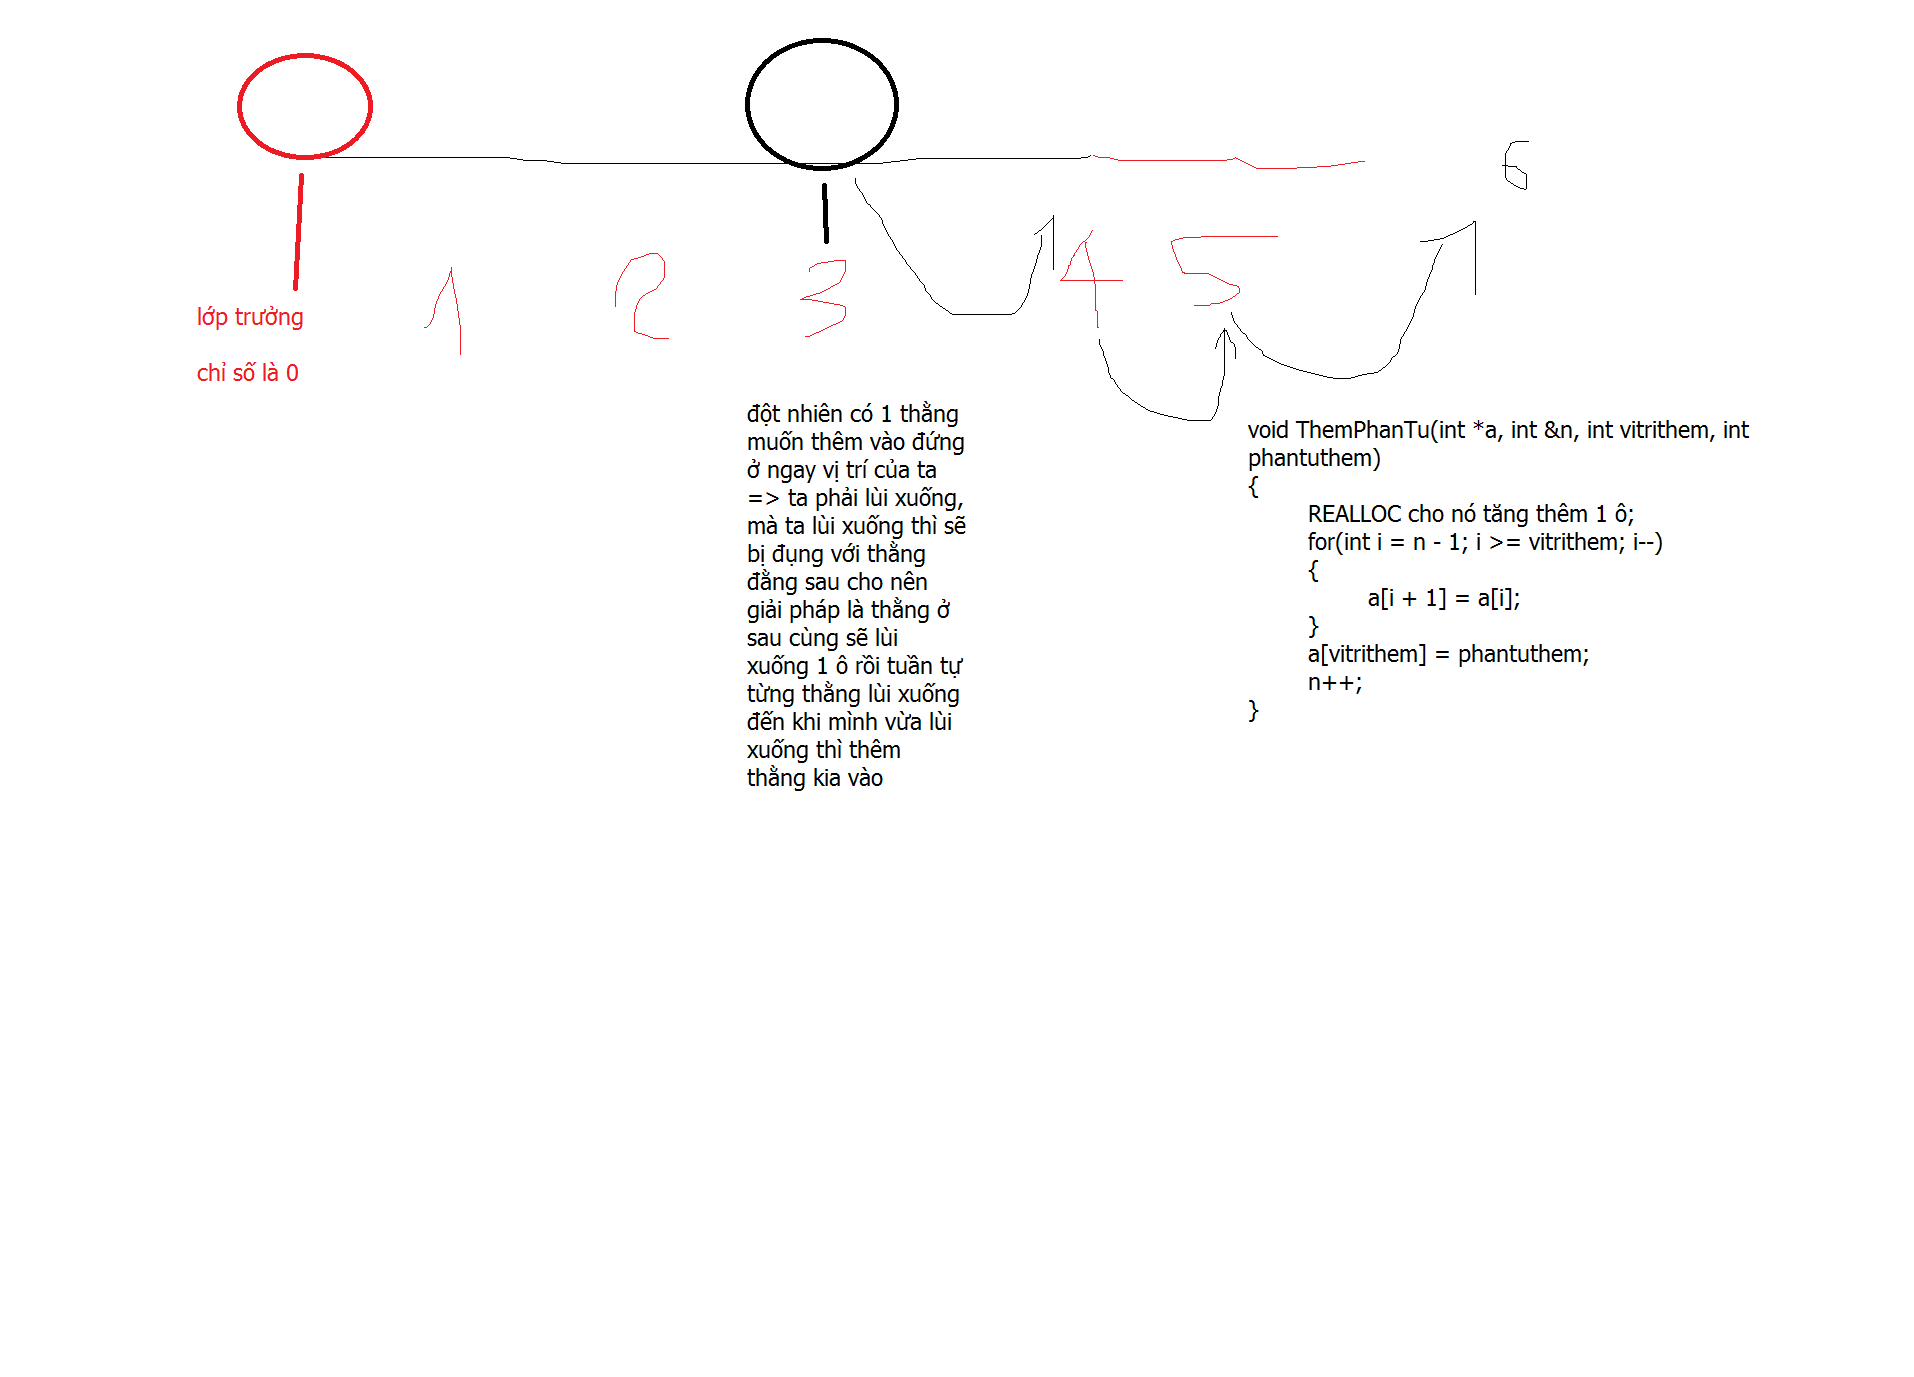 6
1
2
3
4
5
lớp trưởng
chỉ số là 0
đột nhiên có 1 thằng
muốn thêm vào đứng
ở ngay vị trí của ta
=> ta phải lùi xuống,
mà ta lùi xuống thì sẽ
bị đụng với thằng
đằng sau cho nên
giải pháp là thằng ở
sau cùng sẽ lùi
xuống 1 ô rồi tuần tự
từng thằng lùi xuống
đến khi mình vừa lùi
xuống thì thêm
thằng kia vào
void ThemPhanTu(int *a, int &n, int vitrithem, int
phantuthem)
{
REALLOC cho nó tăng thêm 1 ô;
for(int i = n - 1; i >= vitrithem; i--)
{
a[i + 1] = a[i];
}
a[vitrithem] = phantuthem;
n++;
}